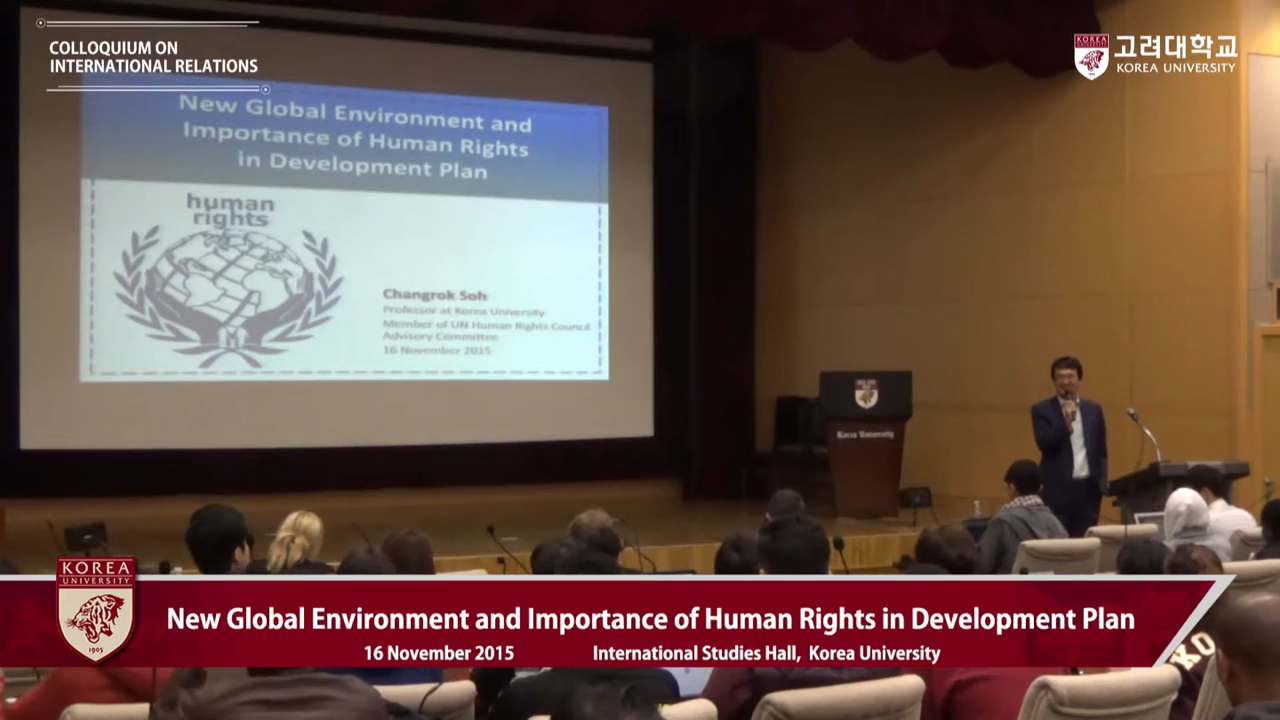 COLLOQUIUM ON
INTERNATIONAL RELATIONS
KOREA
고려대학교
KOREA UNIVERSITY
New Global Environment and
Importance of Human Rights
in Development Plan
human
rights
Changrok Soh
Professor at Korea University
Member of UN Human Rights Council
Advisory Committee
16 November 2015
Korea University
KOREA
UNIVERSITY
1905
New Global Environment and Importance of Human Rights in Development Plan
16 November 2015 International Studies Hall, Korea University
KO